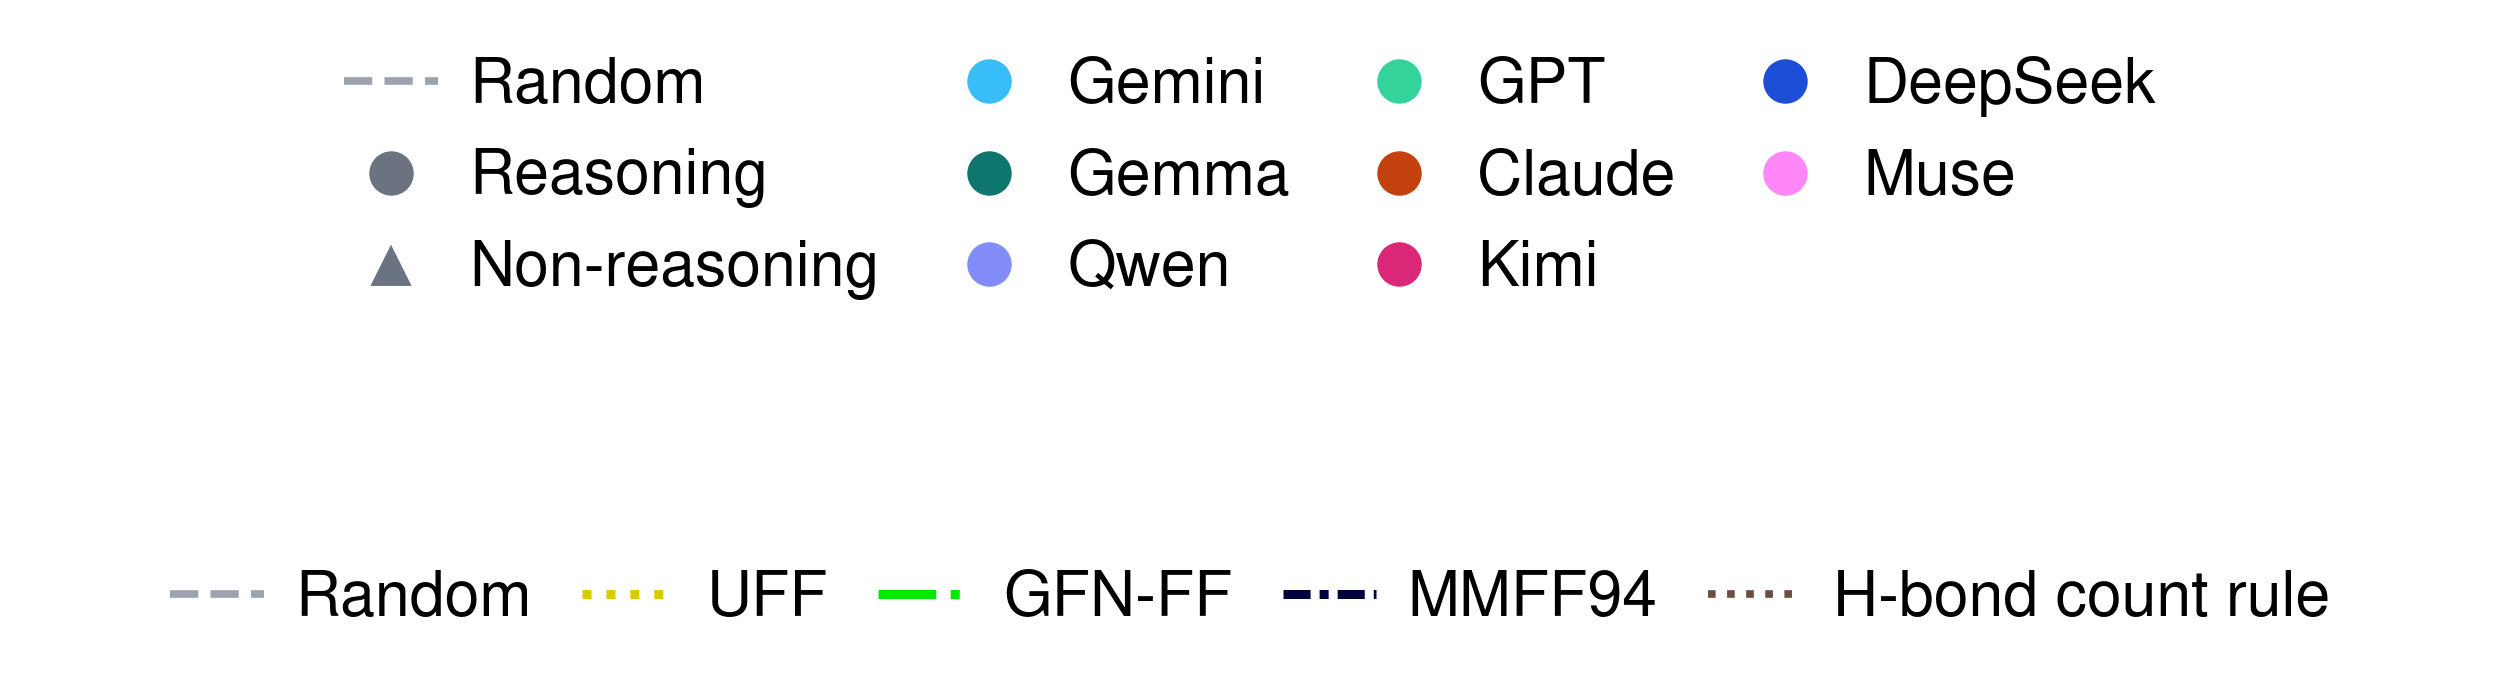 Random Gemini GPT DeepSeek
Reasoning Gemma Claude Muse
Non-reasoning Qwen Kimi
Random UFF GFN-FF MMFF94 H-bond count rule